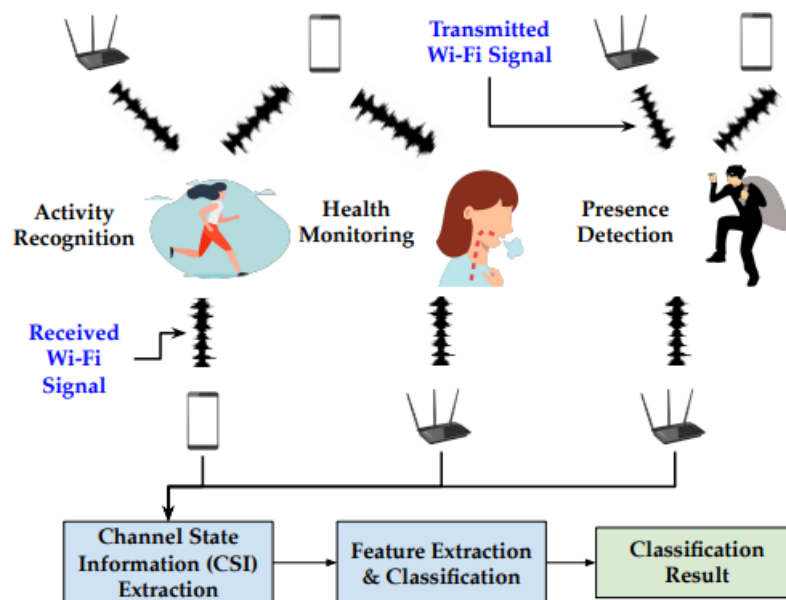 Transmitted
Wi-Fi Signal
Activity
Recognition
Health
Monitoring
Presence
Detection
Received
Wi-Fi
Signal
Channel State
Information (CSI)
Extraction
Feature Extraction
& Classification
Classification
Result